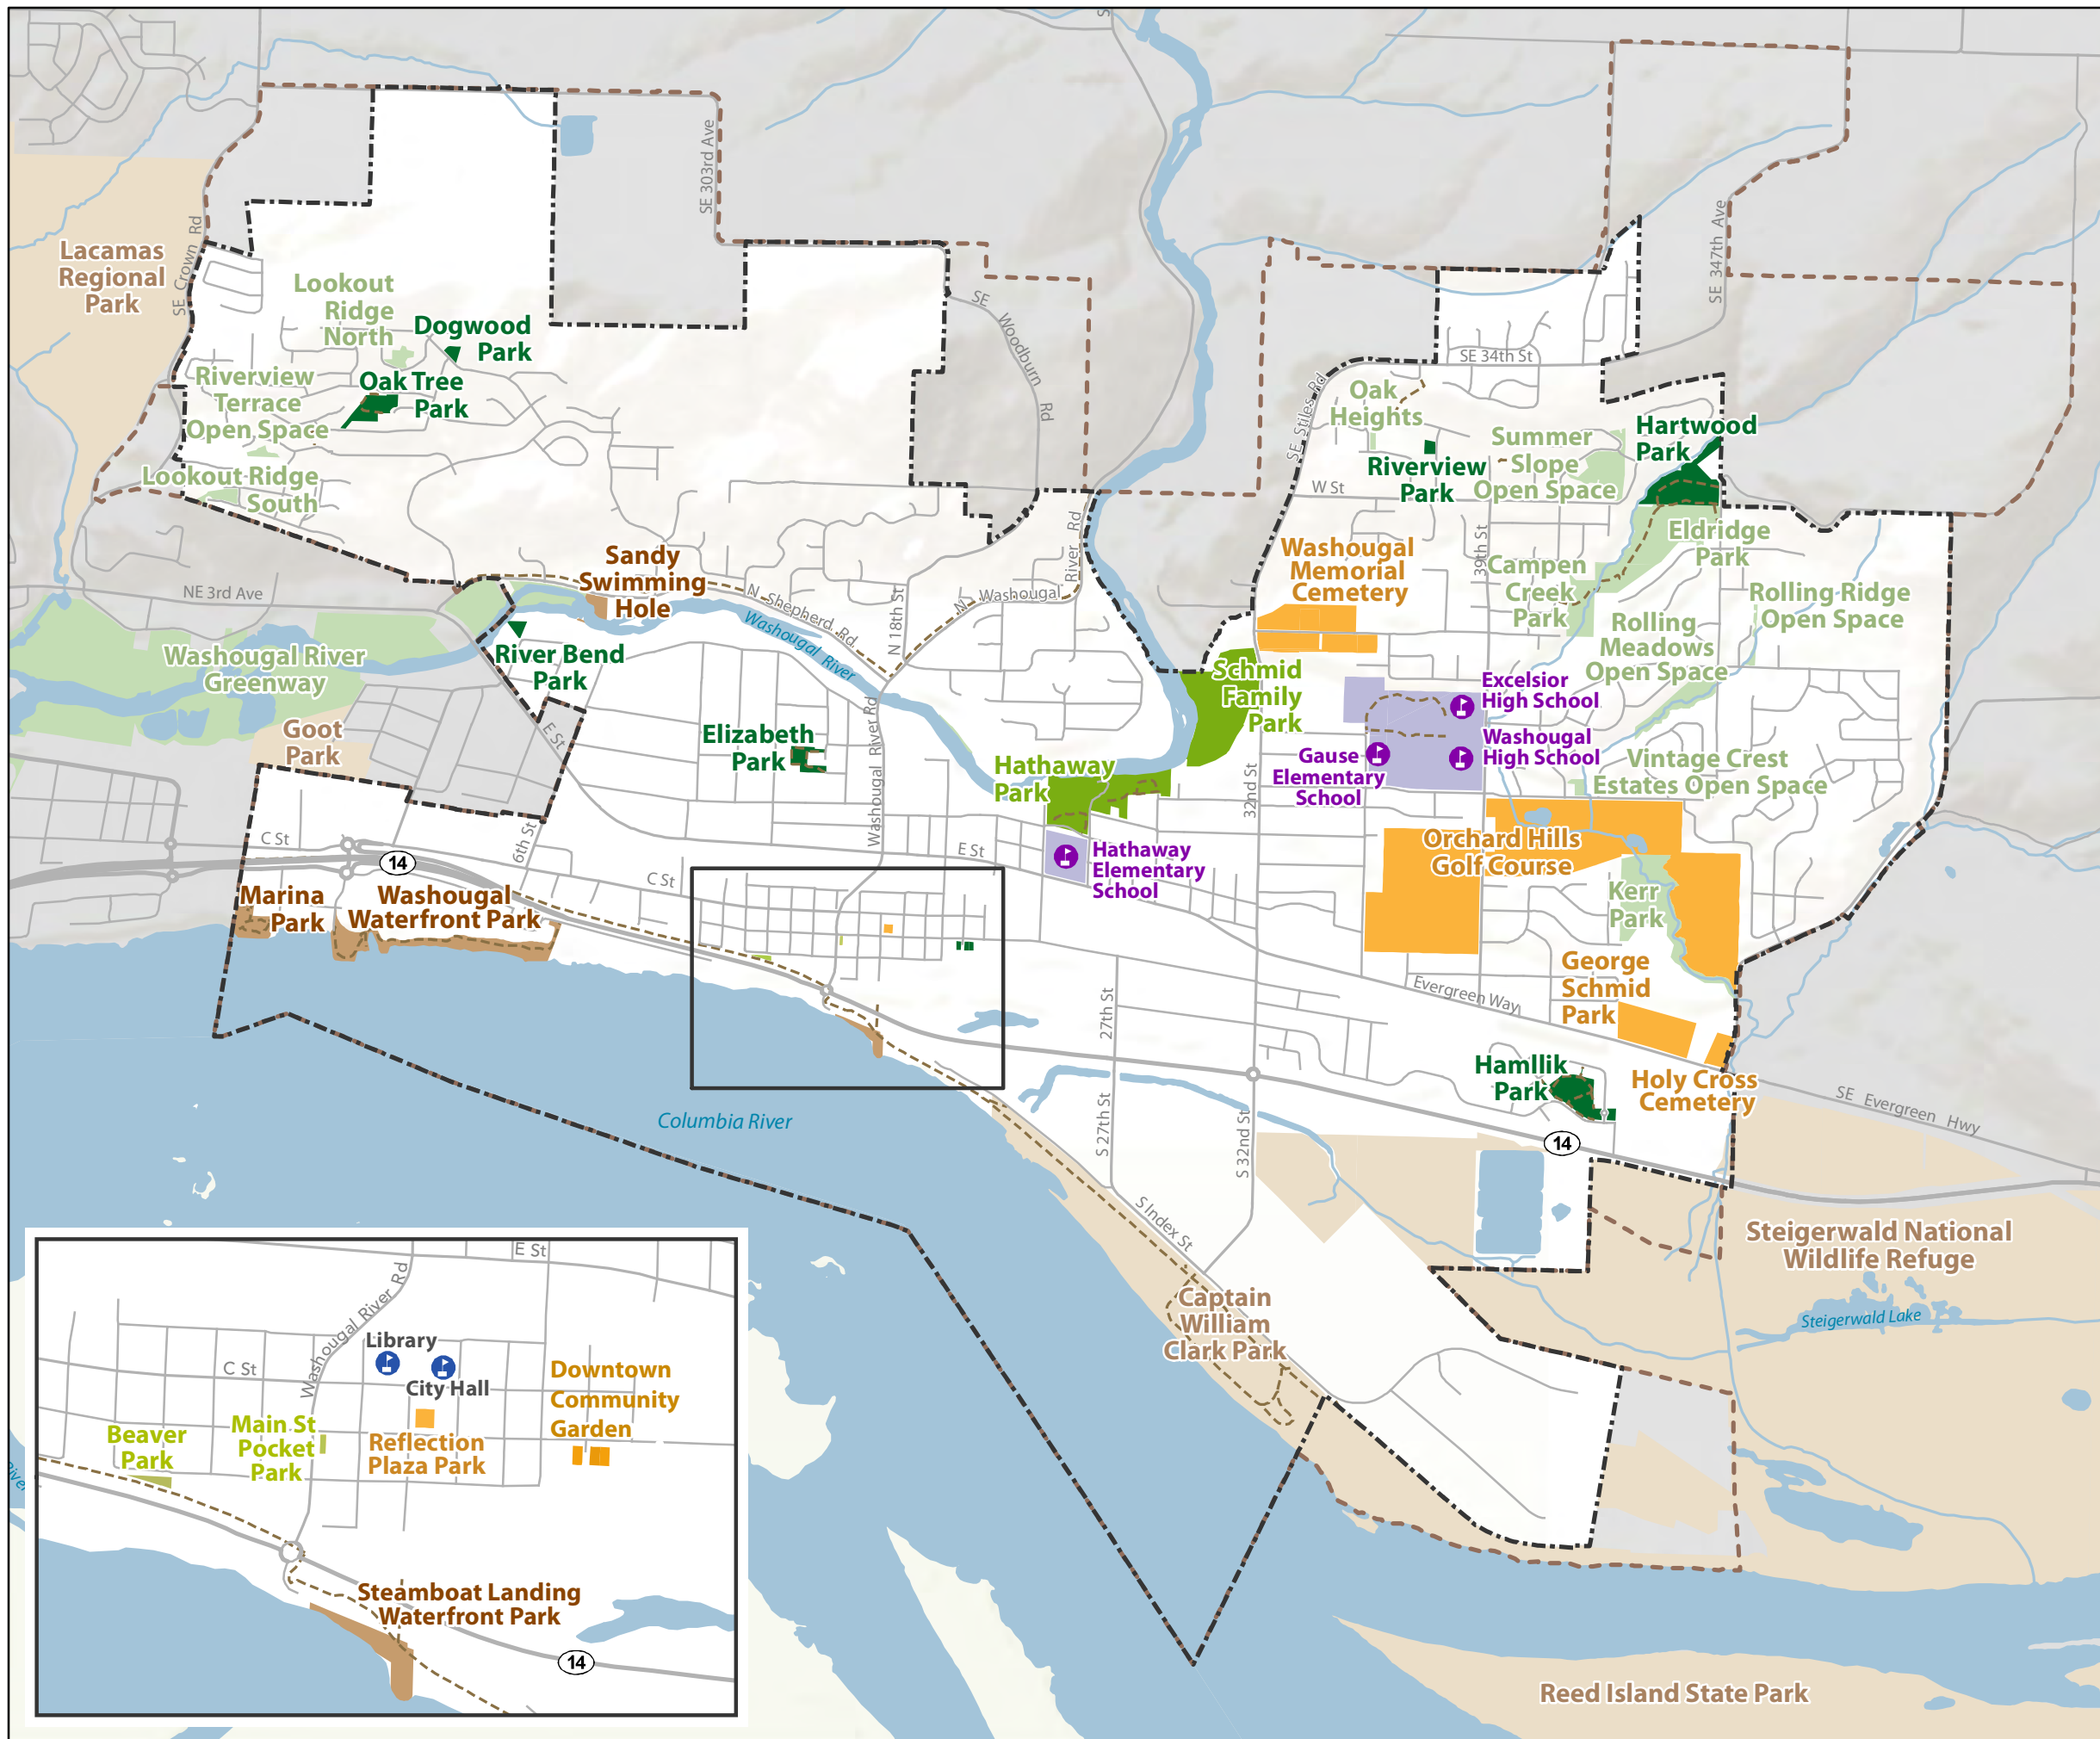 SE 303rd Ave
SE Crown Rd
Lacamas
Regional
Park
Lookout
Ridge
North
Dogwood
Park
Riverview
Terrace
Open Space
Oak Tree
Park
Lookout Ridge
South
SE Woodburn Rd
SE 347th Ave
SE 34th St
SE Stiles Rd
Oak
Heights
Riverview
Park
Summer
Slope
Open Space
Hartwood
Park
W St
39th St
Eldridge
Park
Washougal
Memorial
Cemetery
Campen
Creek
Park
Rolling Ridge
Open Space
Rolling
Meadows
Open Space
Sandy
Swimming
Hole
NE 3rd Ave
N Shepherd Rd
Washougal River
N 18th St
N Washougal River Rd
Washougal River
Greenway
River Bend
Park
Goot
Park
E St
Elizabeth
Park
Washougal River Rd
Schmid
Family
Park
Hathaway
Park
Excelsior
High School
Washougal
High School
Gause
Elementary
School
Vintage Crest
Estates Open Space
32nd St
C St
14
6th St
C St
E St
Hathaway
Elementary
School
Orchard Hills
Golf Course
Kerr
Park
Marina
Park
Washougal
Waterfront Park
George
Schmid
Park
Evergreen Way
27th St
Hamllik
Park
Holy Cross
Cemetery
SE Evergreen Hwy
14
Columbia River
S 27th St
S 32nd St
S Index St
Steigerwald National
Wildlife Refuge
Steigerwald Lake
Captain
William
Clark Park
Reed Island State Park
E St
Washougal River Rd
Library
City Hall
C St
Downtown
Community
Garden
Beaver
Park
Main St
Pocket
Park
Reflection
Plaza Park
River
Steamboat Landing
Waterfront Park
14